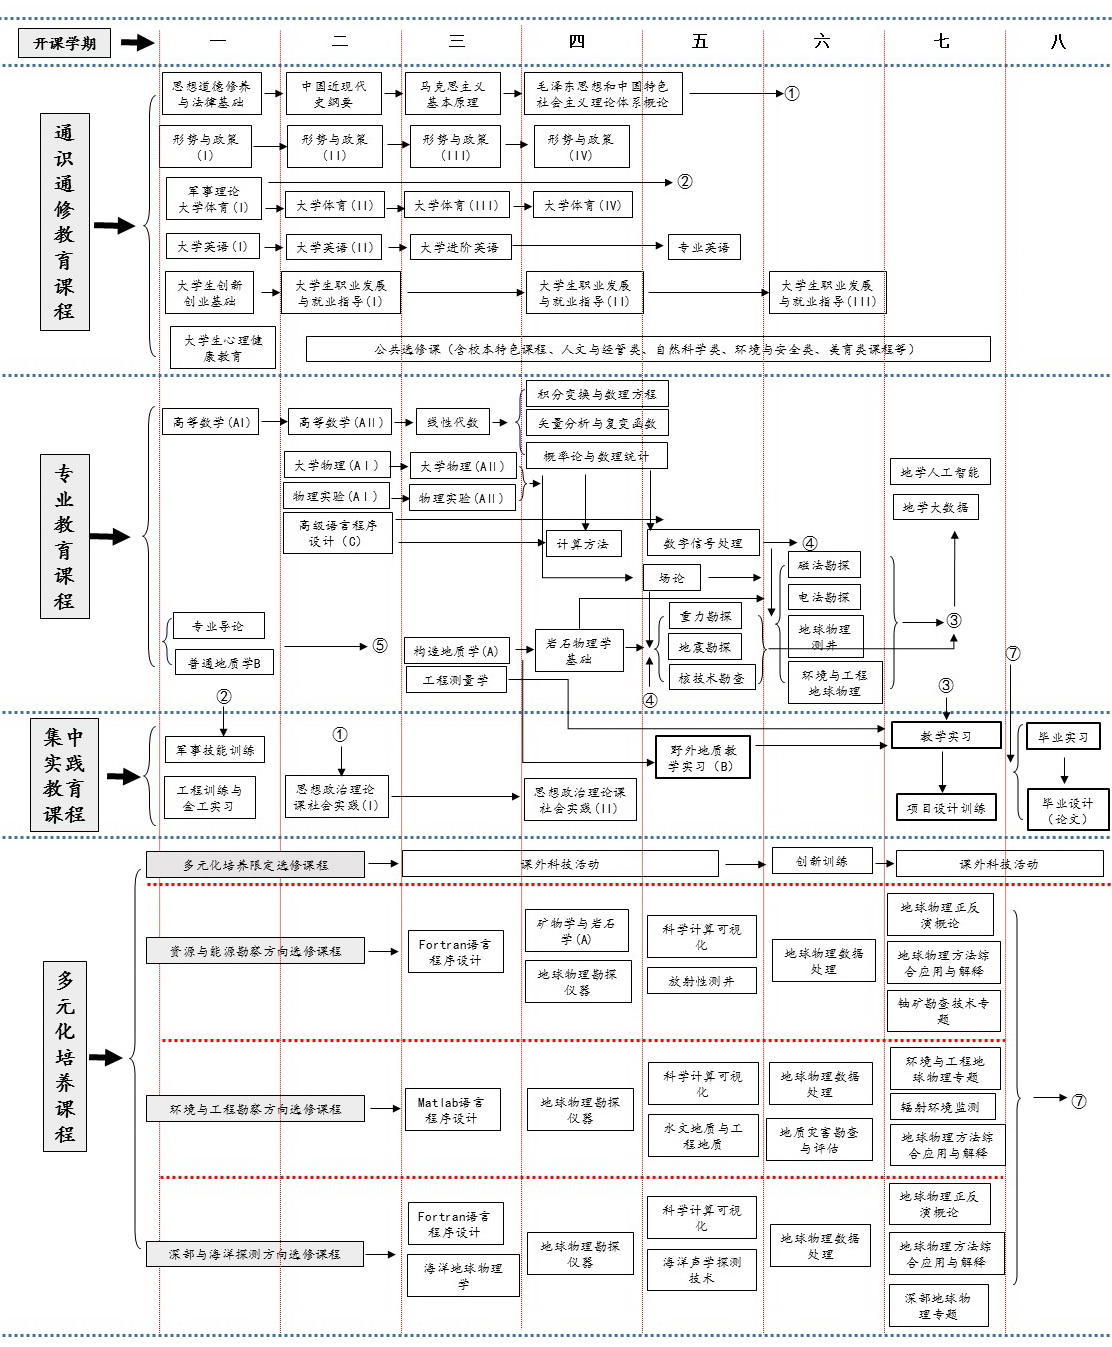 开课学期
一
二
三
四
五
六
七
八
通识通修教育课程
思想道德修养
与法律基础
中国近现代
史纲要
马克思主义
基本原理
毛泽东思想和中国特色
社会主义理论体系概论
①
形势与政策
(I)
形势与政策
(II)
形势与政策
(III)
形势与政策
(IV)
军事理论
大学体育(I)
②
大学体育(II)
大学体育(III)
大学体育(IV)
大学英语(I)
大学英语(II)
大学进阶英语
专业英语
大学生创新
创业基础
大学生职业发展
与就业指导(I)
大学生职业发展
与就业指导(II)
大学生职业发展
与就业指导(III)
大学生心理健
康教育
公共选修课（含校本特色课程、人文与经管类、自然科学类、环境与安全类、美育类课程等）
专业教育课程
高等数学(AI)
高等数学(AII)
线性代数
积分变换与数理方程
矢量分析与复变函数
概率论与数理统计
大学物理(AI)
大学物理(AII)
物理实验(AI)
物理实验(AII)
地学人工智能
地学大数据
高级语言程序
设计（C）
计算方法
数字信号处理
④
场论
磁法勘探
电法勘探
地球物理
测井
环境与工程
地球物理
③
专业导论
普通地质学B
⑤
构造地质学(A)
工程测量学
岩石物理学
基础
重力勘探
地震勘探
核技术勘查
④
⑦
②
③
集中
实践
教育
课程
军事技能训练
工程训练与
金工实习
①
思想政治理论
课社会实践(I)
思想政治理论课
社会实践(II)
野外地质教
学实习（B）
教学实习
项目设计训练
毕业实习
毕业设计
（论文）
多元化培养课程
多元化培养限定选修课程
课外科技活动
创新训练
课外科技活动
资源与能源勘察方向选修课程
Fortran语言
程序设计
矿物学与岩石
学(A)
地球物理勘探
仪器
科学计算可视
化
放射性测井
地球物理数据
处理
地球物理正反
演概论
地球物理方法综
合应用与解释
铀矿勘查技术专
题
环境与工程勘察方向选修课程
Matlab语言
程序设计
地球物理勘探
仪器
科学计算可视
化
水文地质与工
程地质
地球物理数据
处理
地质灾害勘查
与评估
环境与工程地
球物理专题
辐射环境监测
地球物理方法综
合应用与解释
⑦
深部与海洋探测方向选修课程
Fortran语言
程序设计
海洋地球物理
学
地球物理勘探
仪器
科学计算可视
化
海洋声学探测
技术
地球物理数据
处理
地球物理正反
演概论
地球物理方法综
合应用与解释
深部地球物
理专题